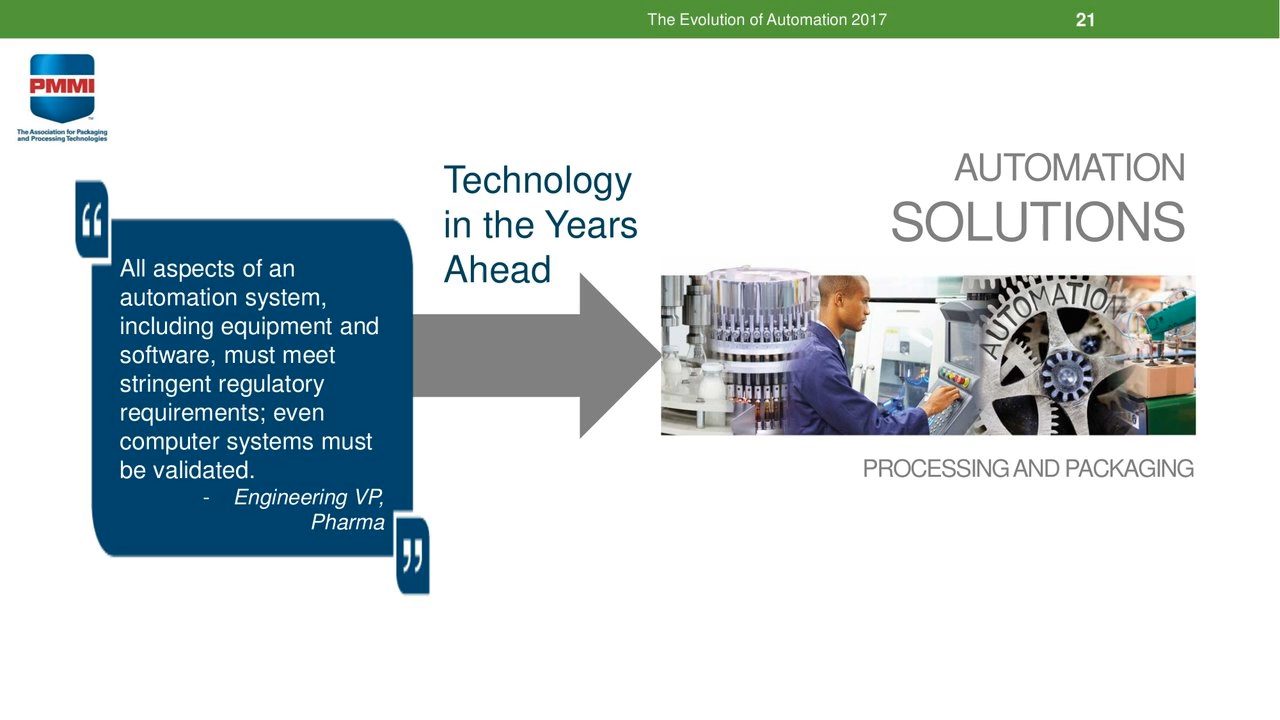 The Evolution of Automation 2017
21
PMMI
™
The Association for Packaging
and Processing Technologies
“
All aspects of an
automation system,
including equipment and
software, must meet
stringent regulatory
requirements; even
computer systems must
be validated.
- Engineering VP,
Pharma
”
Technology
in the Years
Ahead
AUTOMATION
SOLUTIONS
AUTOMATION
PROCESSING AND PACKAGING